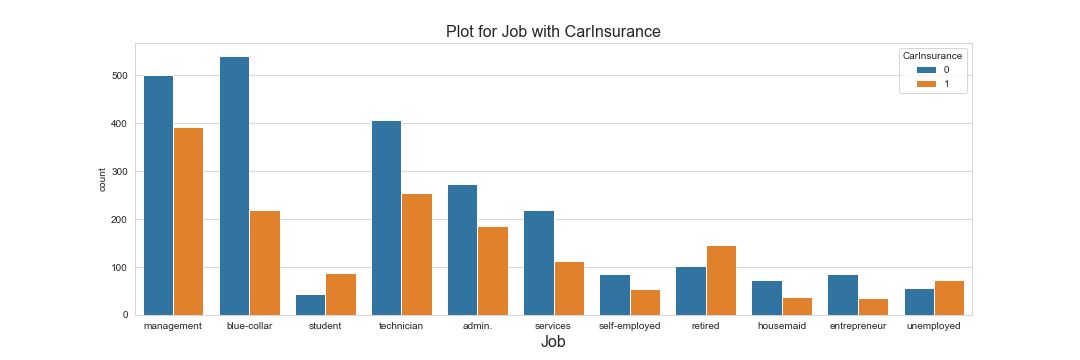 Plot for Job with CarInsurance
CarInsurance
0
1
count
500
400
300
200
100
0
management blue-collar student technician admin. services self-employed retired housemaid entrepreneur unemployed
Job